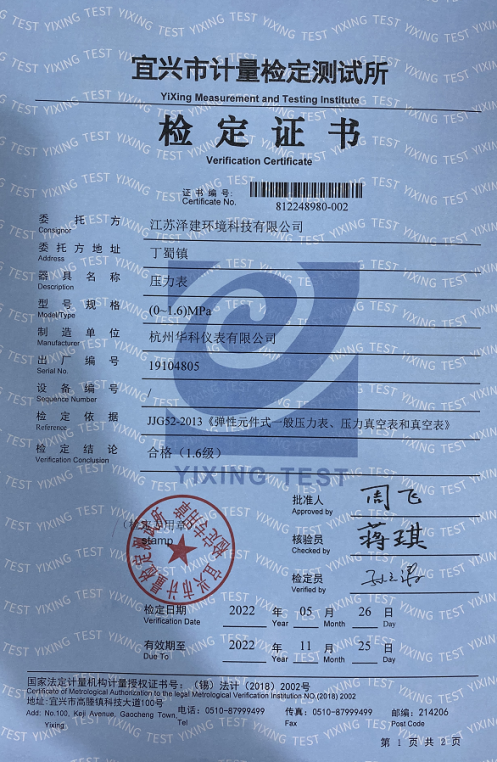 宜兴市计量检定测试所
YiXing Measurement and Testing Institute
检定证书
Verification Certificate
证书编号:
Certificate No.
812248980-002
委托方 江苏泽建环境科技有限公司
Consignor
委托方地址 丁蜀镇
Address
器具名称 压力表
Description
型号规格 (0~1.6)MPa
Model/Type
制造单位 杭州华科仪表有限公司
Manufacturer
出厂编号 19104805
Serial No.
设备编号 /
Sequence Number
检定依据 JJG52-2013《弹性元件式一般压力表、压力真空表和真空表》
Reference
检定结论 合格（1.6级）
Verification Conclusion
YIXING TEST
批准人 周飞
Approved by
stamp
宜兴市计量检定测试所
检定专用章
核验员 蒋琪
Checked by
检定员
Verified by
检定日期 2022 年 05 月 26 日
Verification Date Year Month Day
有效期至 2022 年 11 月 25 日
Due To Year Month Day
国家法定计量机构计量授权证书号：（锡）法计（2018）2002号
Certificate of Metrological Authorization to the legal Metrological Verification Institution NO.(2018) 2002
地址:宜兴市高塍镇科技大道100号 电话：0510-87999499 传真：0510-87999499 邮编：214206
Add: No.100, Keji Avenue, Gaocheng Town, Tel Fax Post Code
Yixing.
第 1 页 共 2 页